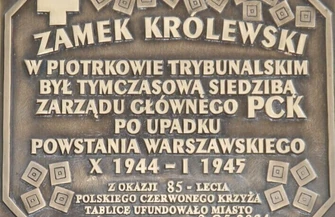 ZAMEK KRÓLEWSKI
W PIOTRKOWIE TRYBUNALSKIM
BYŁ TYMCZASOWĄ SIEDZIBĄ
ZARZĄDU GŁÓWNEGO PCK
PO UPADKU
POWSTANIA WARSZAWSKIEGO
X 1944 – I 1945
Z OKAZJI 85 - LECIA
POLSKIEGO CZERWONEGO KRZYŻA
TABLICĘ UFUNDOWAŁO MIASTO